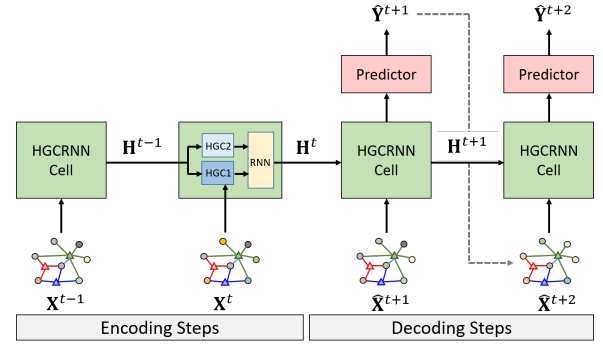 Ŷ^{t+1}
Ŷ^{t+2}
Predictor
Predictor
HGCRNN
Cell
H^{t−1}
HGC2
HGC1
RNN
H^t
HGCRNN
Cell
H^{t+1}
HGCRNN
Cell
X^{t−1}
X^t
X̂^{t+1}
X̂^{t+2}
Encoding Steps
Decoding Steps